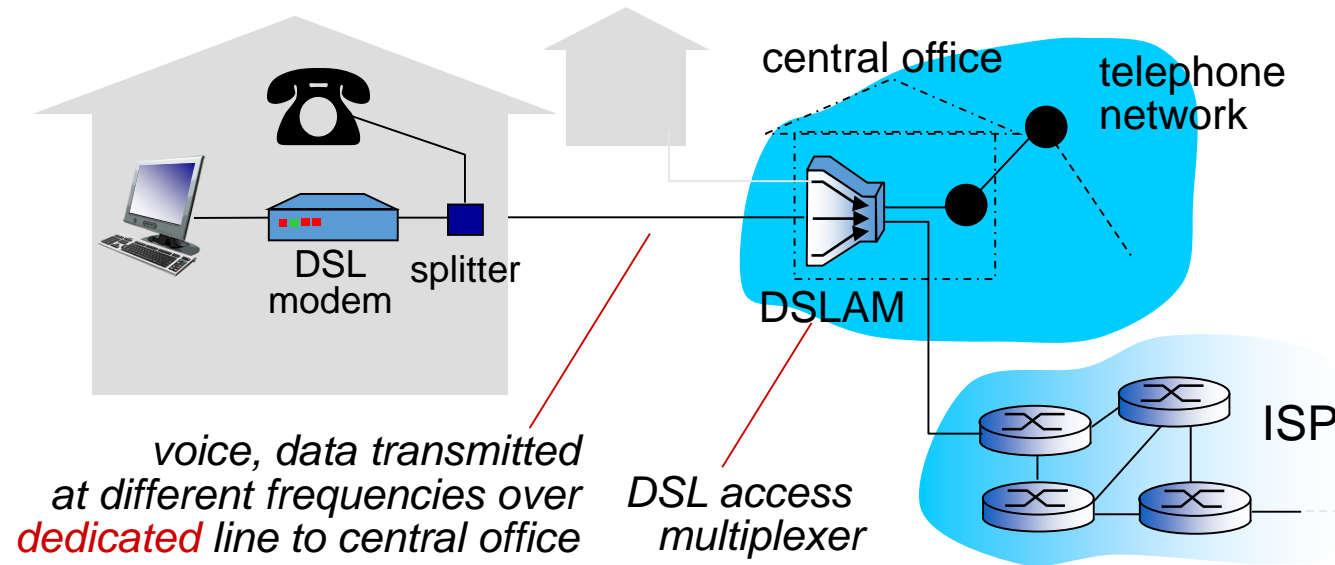 central office
telephone
network
DSL
modem
splitter
DSLAM
ISP
voice, data transmitted
at different frequencies over
dedicated line to central office
DSL access
multiplexer